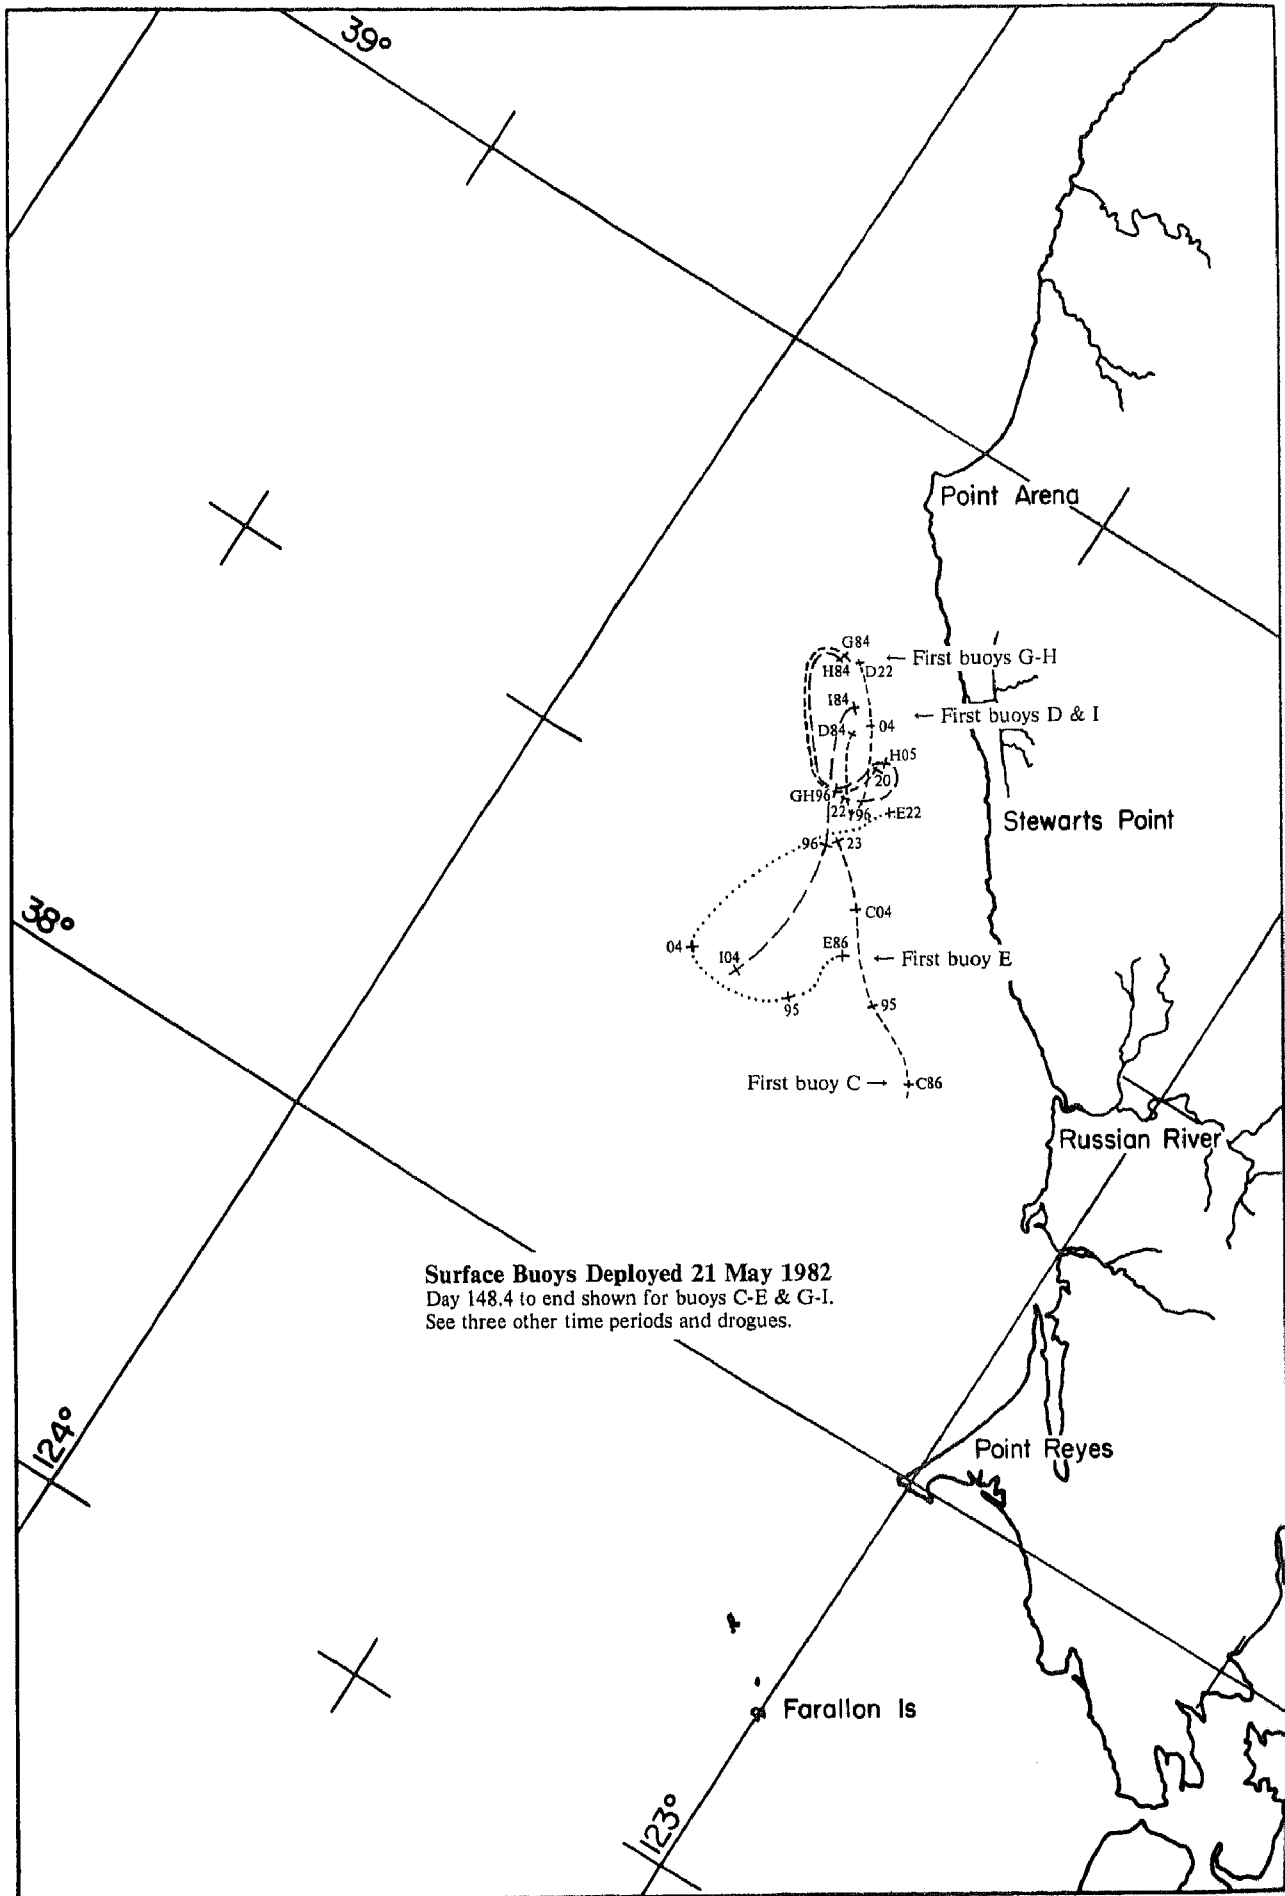 39°
Point Arena
G84
← First buoys G-H
H84
D22
I84
← First buoys D & I
D84
04
H05
20
GH96
22
96
E22
Stewarts Point
96
23
C04
04
E86
I04
← First buoy E
95
95
38°
First buoy C →
C86
Russian River
Surface Buoys Deployed 21 May 1982
Day 148.4 to end shown for buoys C-E & G-I.
See three other time periods and drogues.
124°
Point Reyes
Farallon Is
123°